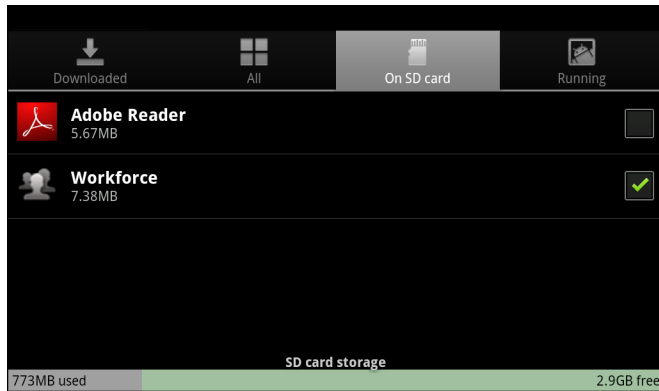 Downloaded
All
On SD card
Running
Adobe Reader
5.67MB
Workforce
7.38MB
SD card storage
773MB used
2.9GB free